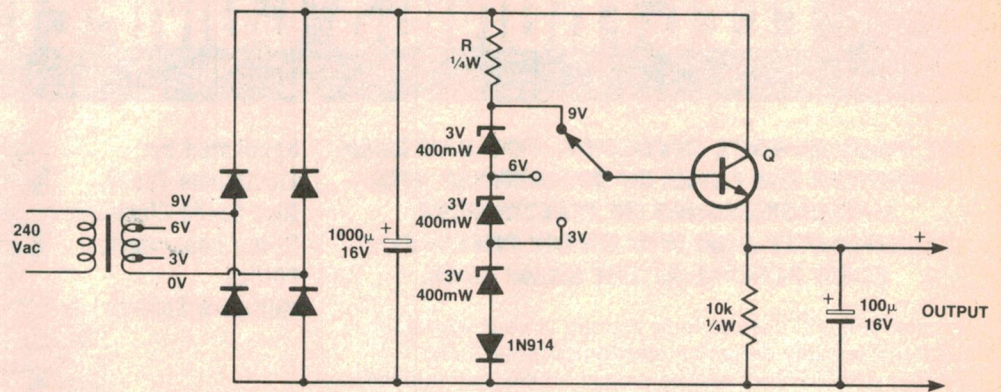 R
¼W
9V
3V
400mW
Q
6V
9V
6V
3V
400mW
240
Vac
1000µ
16V
+
3V
3V
0V
3V
400mW
+
10k
¼W
+
100µ
16V
OUTPUT
1N914